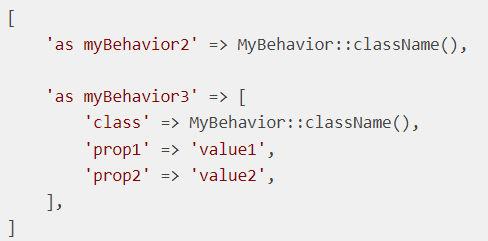 [
    'as myBehavior2' => MyBehavior::className(),

    'as myBehavior3' => [
        'class' => MyBehavior::className(),
        'prop1' => 'value1',
        'prop2' => 'value2',
    ],
]